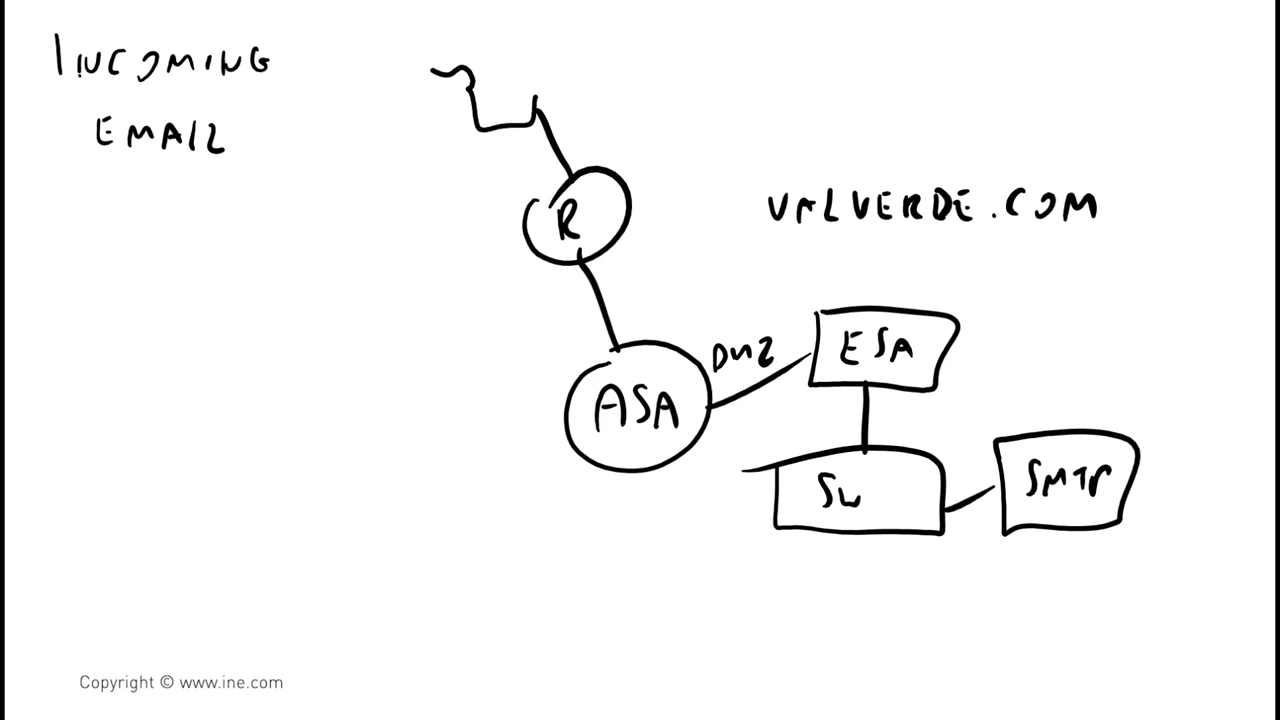 INCOMING
EMAIL
R
VALVERDE.COM
DMZ
ESA
ASA
SW
SMTP
Copyright © www.ine.com